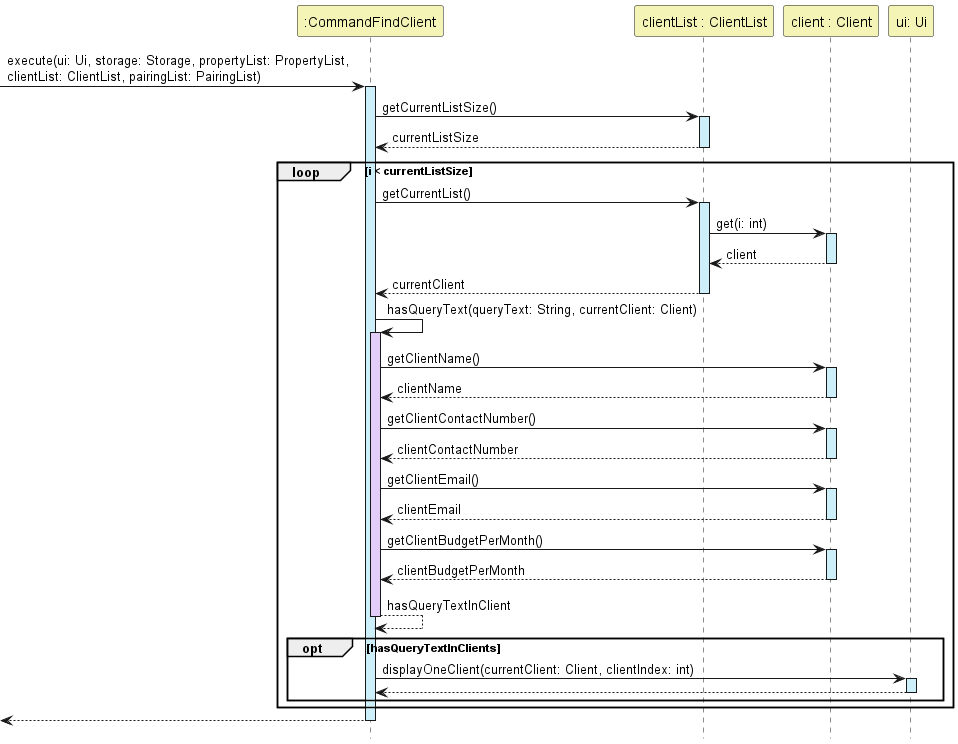 :CommandFindClient
clientList : ClientList
client : Client
ui: Ui
execute(ui: Ui, storage: Storage, propertyList: PropertyList,
clientList: ClientList, pairingList: PairingList)
getCurrentListSize()
currentListSize
loop
[i < currentListSize]
getCurrentList()
get(i: int)
client
currentClient
hasQueryText(queryText: String, currentClient: Client)
getClientName()
clientName
getClientContactNumber()
clientContactNumber
getClientEmail()
clientEmail
getClientBudgetPerMonth()
clientBudgetPerMonth
hasQueryTextInClient
opt
[hasQueryTextInClients]
displayOneClient(currentClient: Client, clientIndex: int)